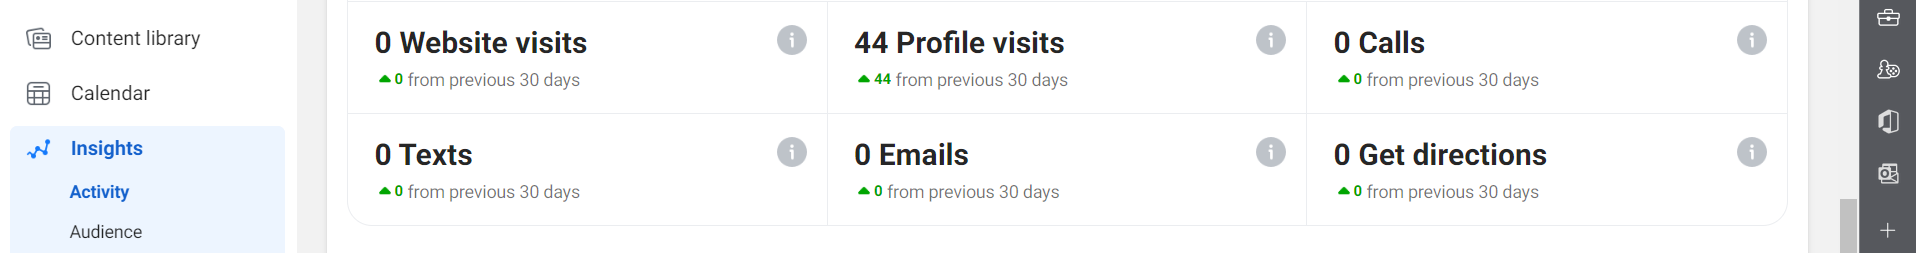 Content library
Calendar
Insights
Activity
Audience
0 Website visits
0 from previous 30 days
44 Profile visits
44 from previous 30 days
0 Calls
0 from previous 30 days
0 Texts
0 from previous 30 days
0 Emails
0 from previous 30 days
0 Get directions
0 from previous 30 days